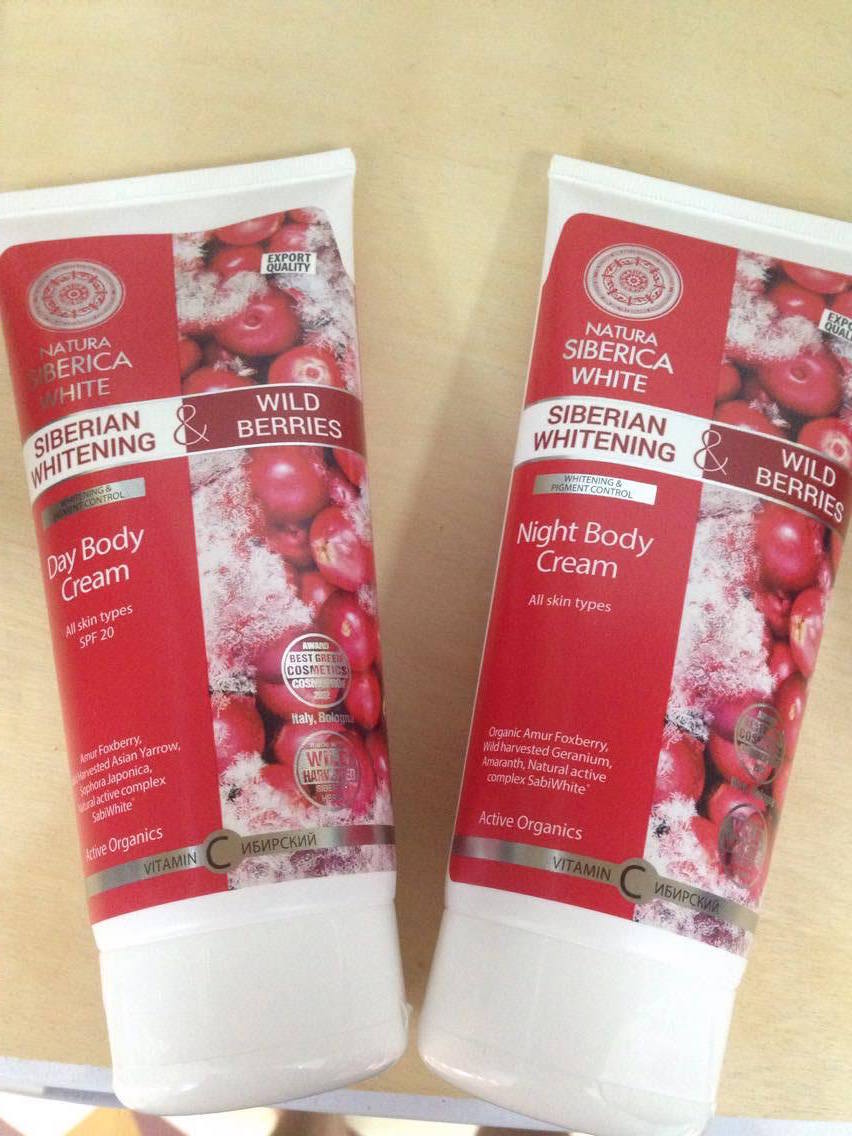 EXPORT
QUALITY
NATURA
SIBERICA
WHITE
SIBERIAN
WHITENING
&
WILD
BERRIES
WHITENING &
PIGMENT CONTROL
Day Body
Cream
All skin types
SPF 20
AWARD
BEST GREEN
COSMETICS
Italy, Bologna
WILD
HARVESTED
Amur Foxberry,
Harvested Asian Yarrow,
Sophora Japonica,
Natural active complex
SabiWhite
Active Organics
VITAMIN C ИБИРСКИЙ
NATURA
SIBERICA
WHITE
SIBERIAN
WHITENING
&
WILD
BERRIES
WHITENING &
PIGMENT CONTROL
Night Body
Cream
All skin types
Organic Amur Foxberry,
Wild harvested Geranium,
Amaranth, Natural active
complex SabiWhite
Active Organics
VITAMIN C ИБИРСКИЙ